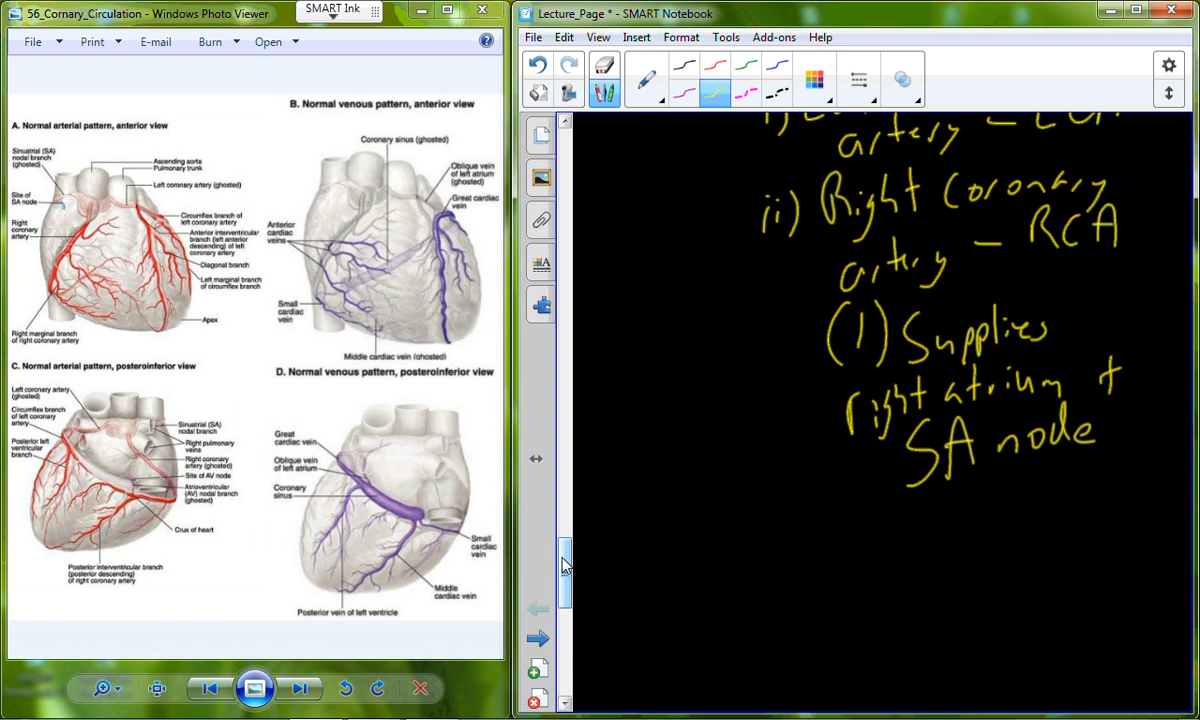 56_Cornary_Circulation - Windows Photo Viewer
SMART Ink
File Print E-mail Burn Open
B. Normal venous pattern, anterior view
A. Normal arterial pattern, anterior view
Sinuatrial (SA)
nodal branch
(ghosted)
Ascending aorta
Pulmonary trunk
Left coronary artery (ghosted)
Site of
SA node
Right
coronary
artery
Circumflex branch of
left coronary artery
Anterior interventricular
branch (left anterior
descending) of left
coronary artery
Diagonal branch
Left marginal branch
of circumflex branch
Apex
Right marginal branch
of right coronary artery
Coronary sinus (ghosted)
Oblique vein
of left atrium
(ghosted)
Great cardiac
vein
Anterior
cardiac
veins
Small
cardiac
vein
Middle cardiac vein (ghosted)
C. Normal arterial pattern, posteroinferior view
D. Normal venous pattern, posteroinferior view
Left coronary artery
(ghosted)
Circumflex branch
of left coronary
artery
Posterior left
ventricular
branch
Sinuatrial (SA)
nodal branch
Right pulmonary
veins
Right coronary
artery (ghosted)
Site of AV node
Atrioventricular
(AV) nodal branch
(ghosted)
Crux of heart
Posterior interventricular branch
(posterior descending)
of right coronary artery
Great
cardiac vein
Oblique vein
of left atrium
Coronary
sinus
Small
cardiac
vein
Middle
cardiac vein
Posterior vein of left ventricle
Lecture_Page * - SMART Notebook
File Edit View Insert Format Tools Add-ons Help
artery
ii) Right Coronary
artery - RCA
(1) Supplies
right atrium +
SA node